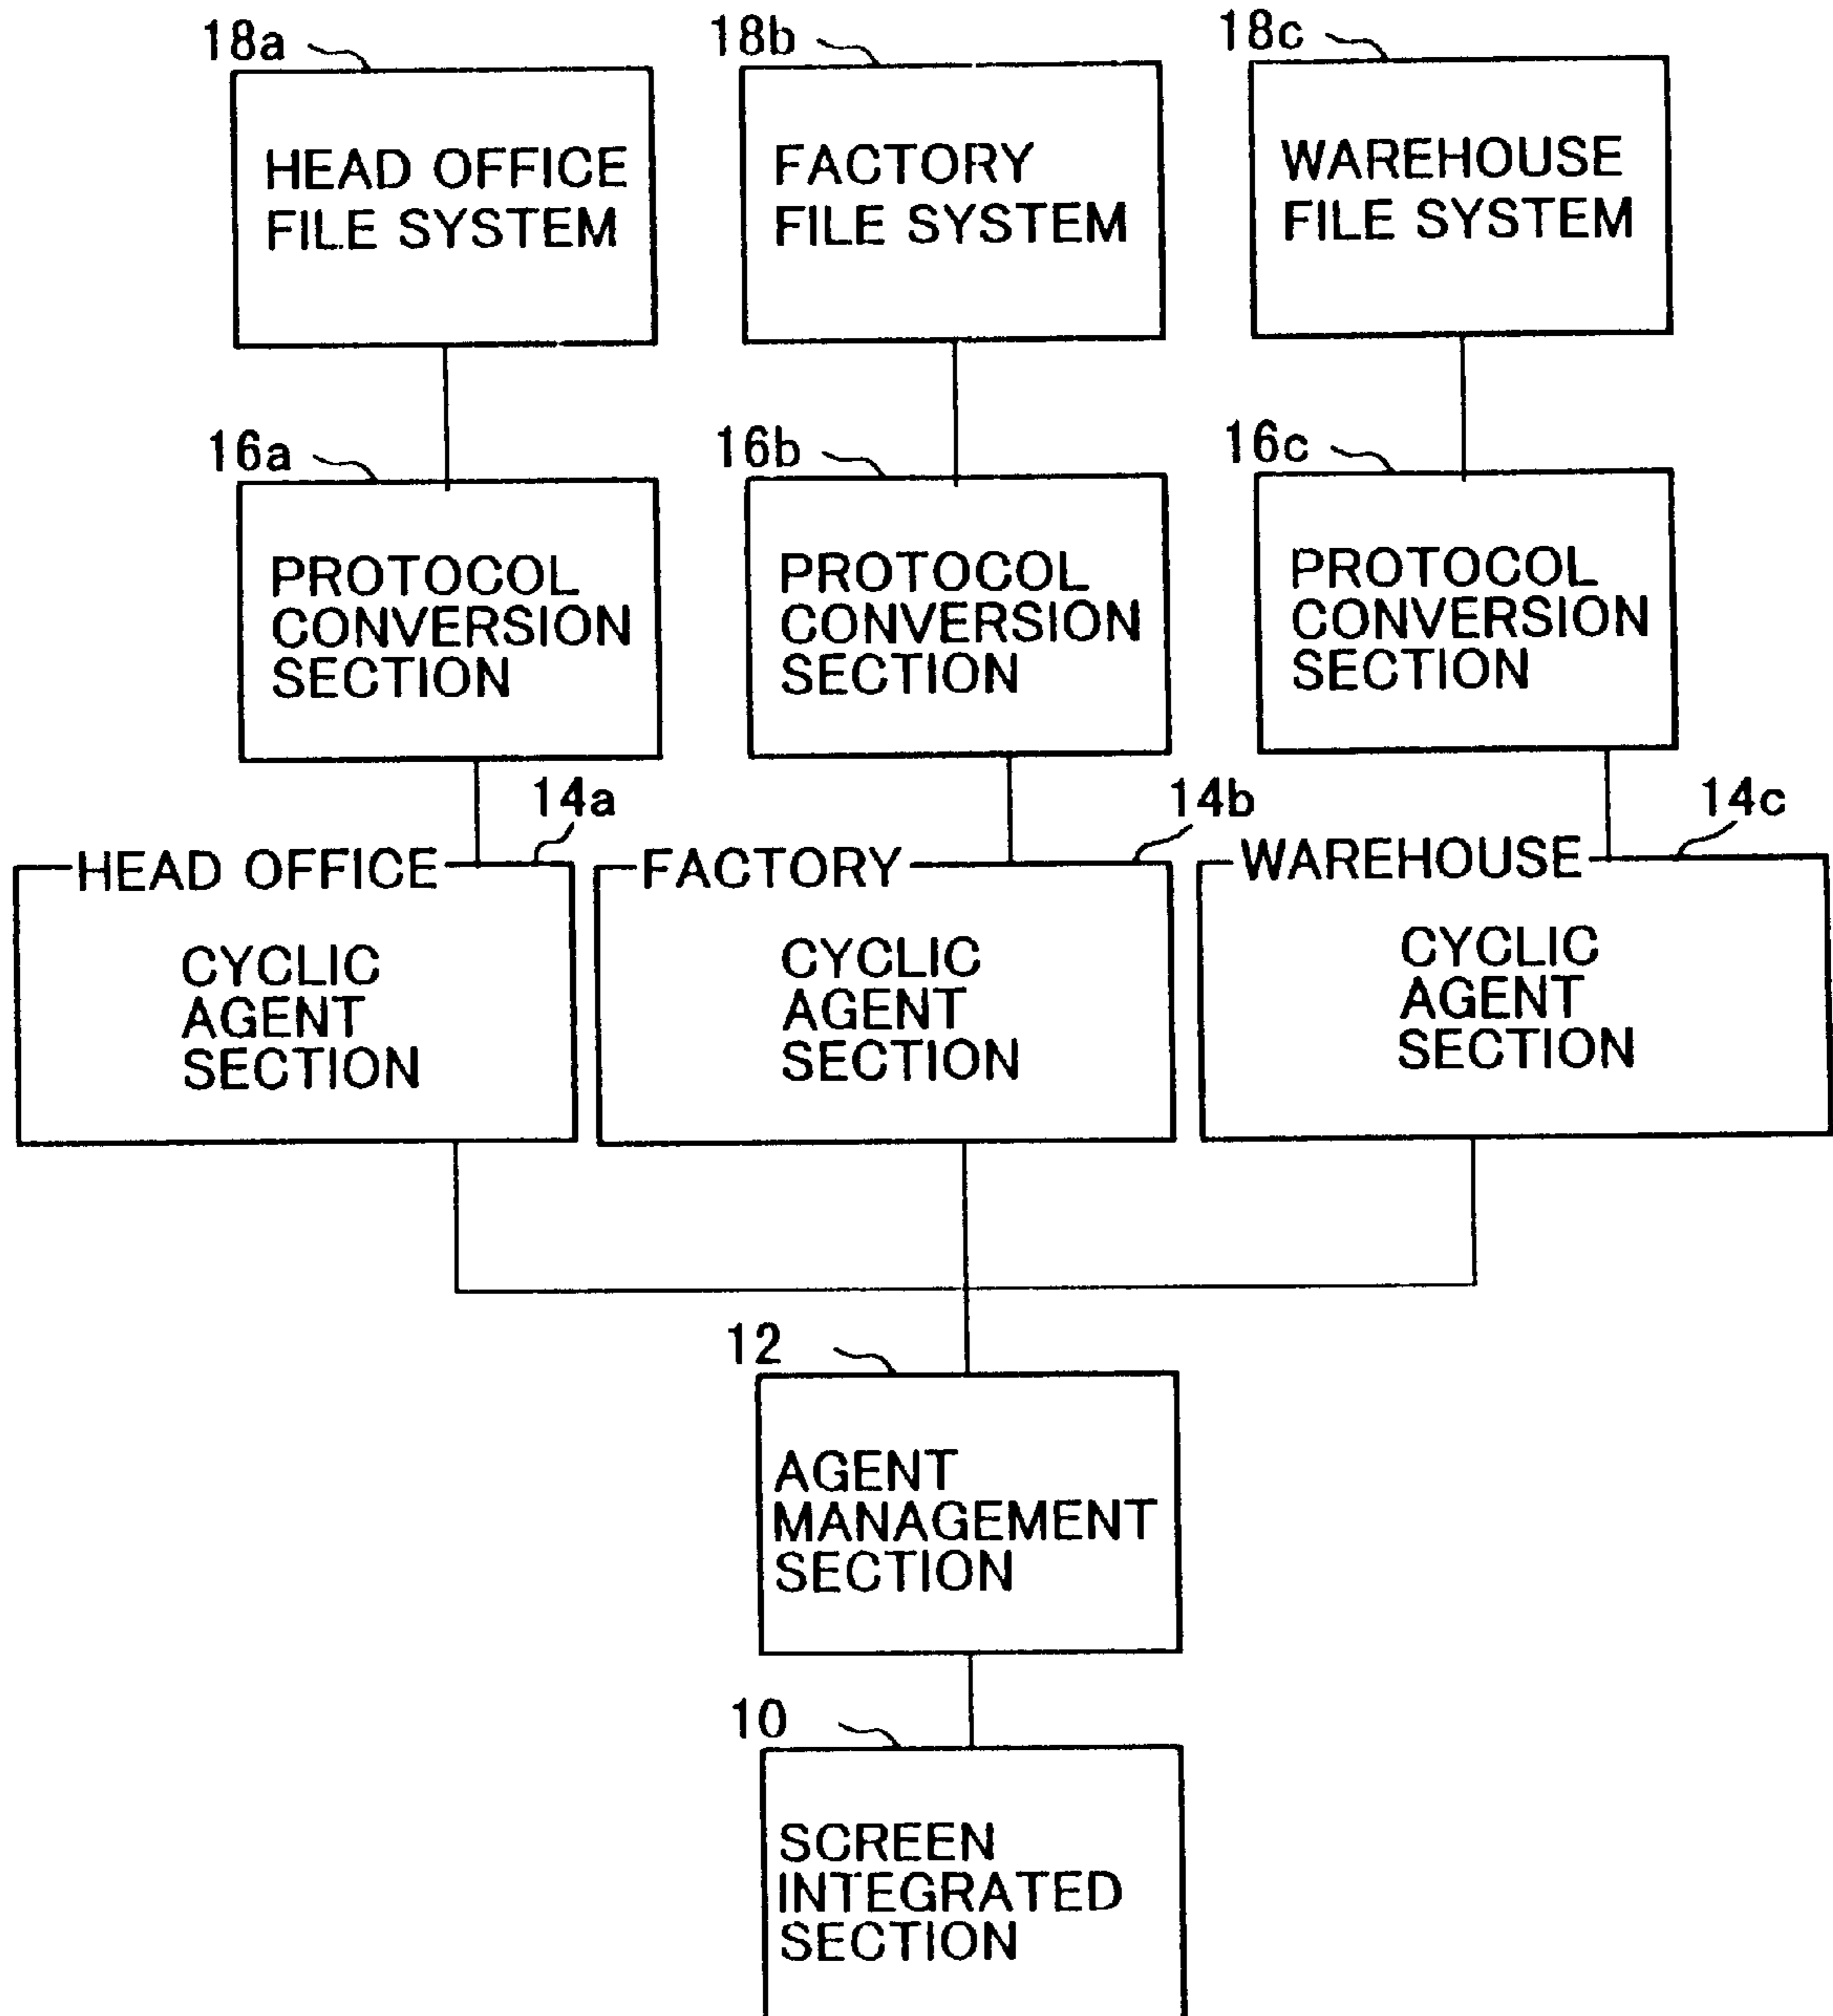 18a
18b
18c
HEAD OFFICE
FILE SYSTEM
FACTORY
FILE SYSTEM
WAREHOUSE
FILE SYSTEM
16a
16b
16c
PROTOCOL
CONVERSION
SECTION
PROTOCOL
CONVERSION
SECTION
PROTOCOL
CONVERSION
SECTION
14a
14b
14c
HEAD OFFICE
CYCLIC
AGENT
SECTION
FACTORY
CYCLIC
AGENT
SECTION
WAREHOUSE
CYCLIC
AGENT
SECTION
12
AGENT
MANAGEMENT
SECTION
10
SCREEN
INTEGRATED
SECTION